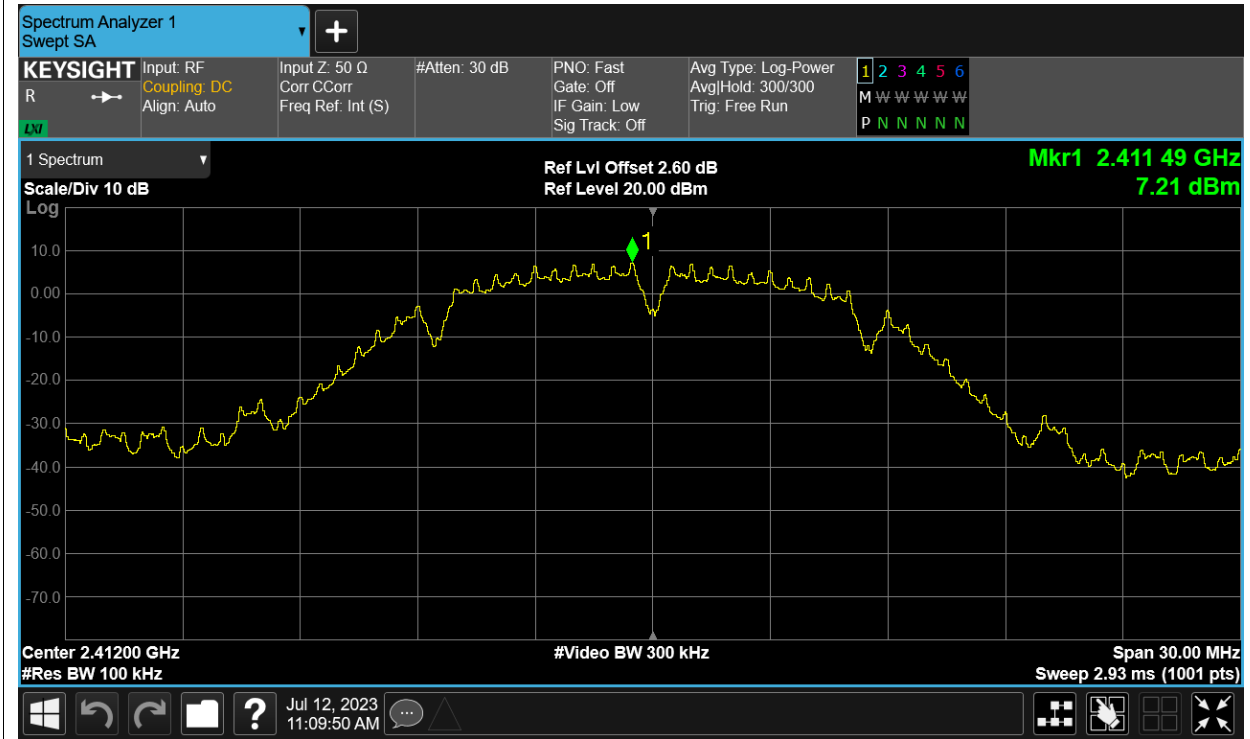 Spectrum Analyzer 1
Swept SA
KEYSIGHT
R
LXI
Input: RF
Coupling: DC
Align: Auto
Input Z: 50 Ω
Corr CCorr
Freq Ref: Int (S)
#Atten: 30 dB
PNO: Fast
Gate: Off
IF Gain: Low
Sig Track: Off
Avg Type: Log-Power
Avg|Hold: 300/300
Trig: Free Run
1 2 3 4 5 6
M W W W W W
P N N N N N
1 Spectrum
Scale/Div 10 dB
Log
Ref Lvl Offset 2.60 dB
Ref Level 20.00 dBm
Mkr1 2.411 49 GHz
7.21 dBm
1
10.0
0.00
-10.0
-20.0
-30.0
-40.0
-50.0
-60.0
-70.0
Center 2.41200 GHz
#Res BW 100 kHz
#Video BW 300 kHz
Span 30.00 MHz
Sweep 2.93 ms (1001 pts)
?
Jul 12, 2023
11:09:50 AM